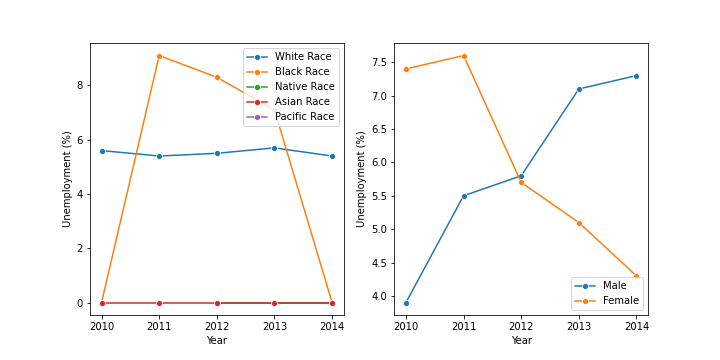 Unemployment (%)
8
6
4
2
0
2010 2011 2012 2013 2014
Year
White Race
Black Race
Native Race
Asian Race
Pacific Race
Unemployment (%)
7.5
7.0
6.5
6.0
5.5
5.0
4.5
4.0
2010 2011 2012 2013 2014
Year
Male
Female